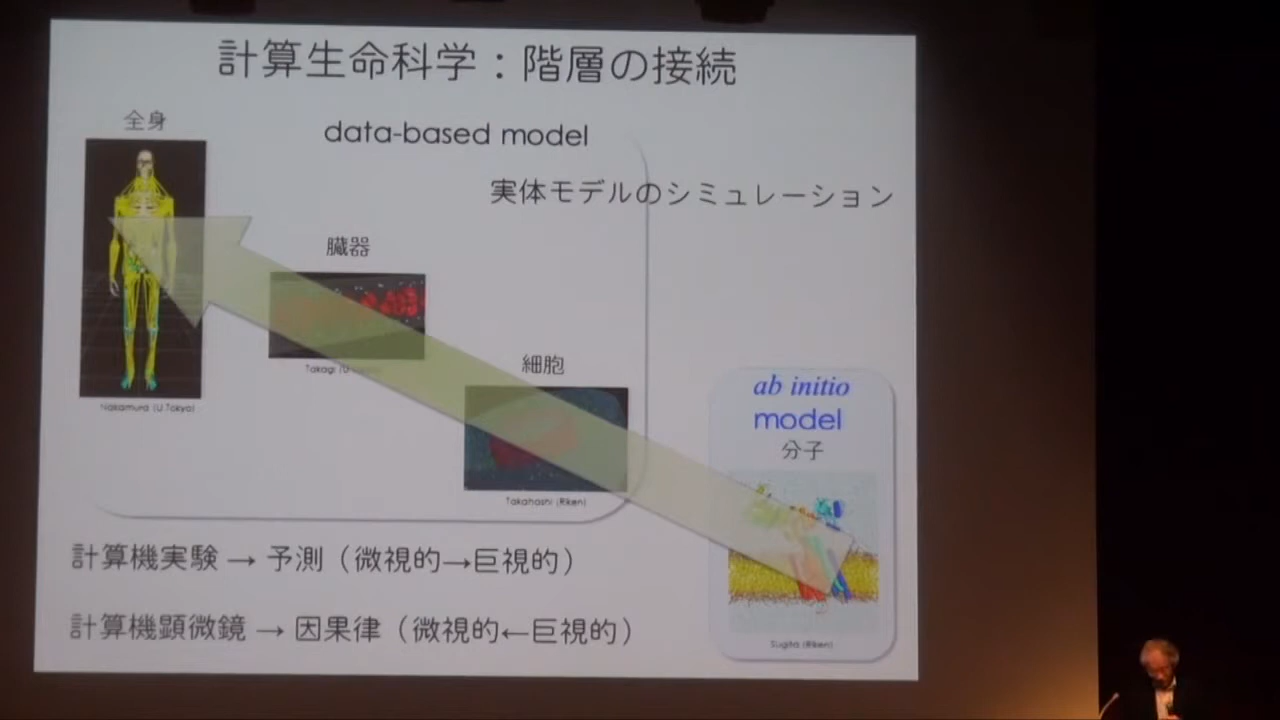 計算生命科学：階層の接続
全身
data-based model
実体モデルのシミュレーション
臓器
Takagi (U
細胞
Nakamura (U.Tokyo)
Takahashi (Riken)
ab initio
model
分子
Sugita (Riken)
計算機実験 → 予測（微視的→巨視的）
計算機顕微鏡 → 因果律（微視的←巨視的）